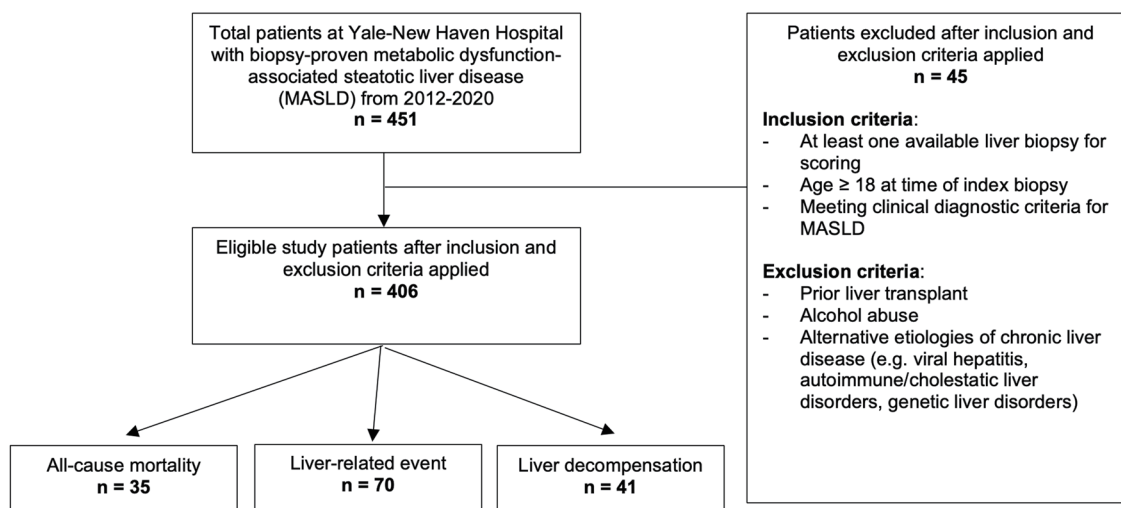 Total patients at Yale-New Haven Hospital
with biopsy-proven metabolic dysfunction-
associated steatotic liver disease
(MASLD) from 2012-2020
n = 451
Patients excluded after inclusion and
exclusion criteria applied
n = 45
Inclusion criteria:
- At least one available liver biopsy for
scoring
- Age ≥ 18 at time of index biopsy
- Meeting clinical diagnostic criteria for
MASLD
Exclusion criteria:
- Prior liver transplant
- Alcohol abuse
- Alternative etiologies of chronic liver
disease (e.g. viral hepatitis,
autoimmune/cholestatic liver
disorders, genetic liver disorders)
Eligible study patients after inclusion and
exclusion criteria applied
n = 406
All-cause mortality
n = 35
Liver-related event
n = 70
Liver decompensation
n = 41